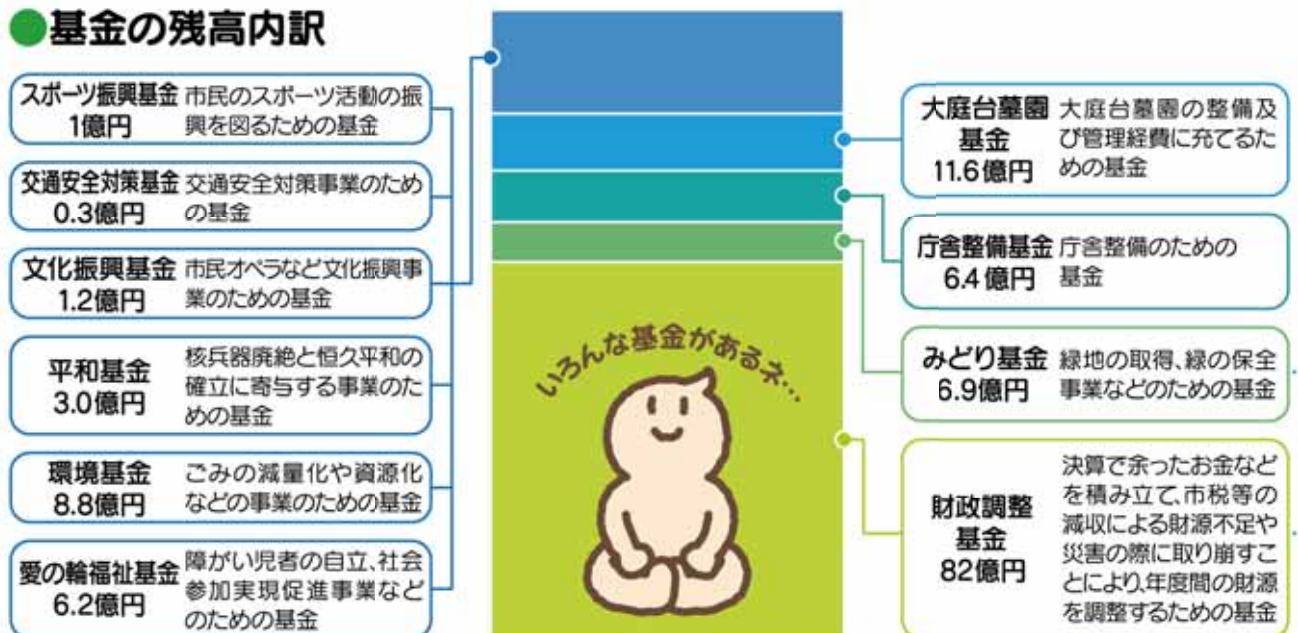 ●基金の残高内訳
スポーツ振興基金
1億円
市民のスポーツ活動の振
興を図るための基金
交通安全対策基金
0.3億円
交通安全対策事業のため
の基金
文化振興基金
1.2億円
市民オペラなど文化振興事
業のための基金
平和基金
3.0億円
核兵器廃絶と恒久平和の
確立に寄与する事業のた
めの基金
環境基金
8.8億円
ごみの減量化や資源化
などの事業のための基金
愛の輪福祉基金
6.2億円
障がい児者の自立、社会
参加実現促進事業など
のための基金
いろんな基金があるネ…
大庭台墓園
基金
11.6億円
大庭台墓園の整備及
び管理経費に充てるた
めの基金
庁舎整備基金
6.4億円
庁舎整備のための
基金
みどり基金
6.9億円
緑地の取得、緑の保全
事業などのための基金
財政調整
基金
82億円
決算で余ったお金など
を積み立て、市税等の
減収による財源不足や
災害の際に取り崩すこ
とにより、年度間の財源
を調整するための基金